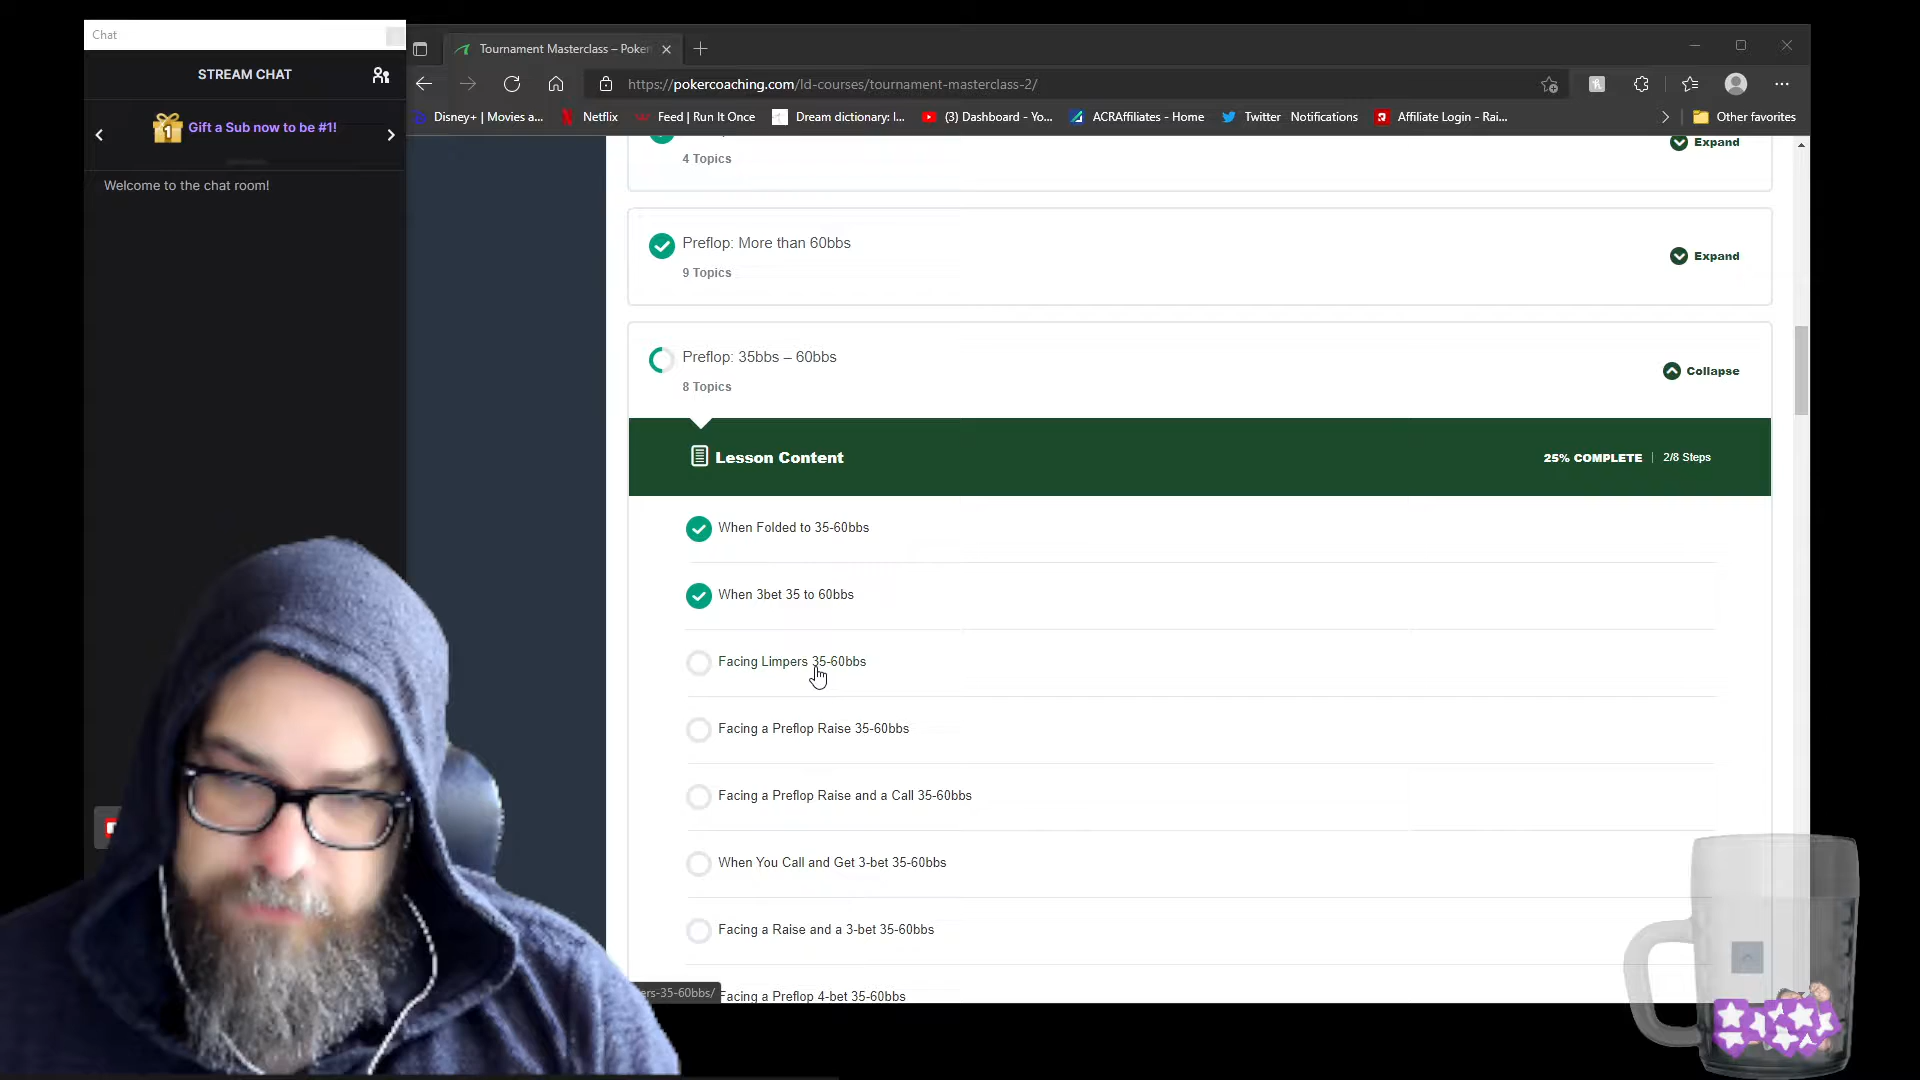 Chat
STREAM CHAT
1
Gift a Sub now to be #1!
Welcome to the chat room!
Tournament Masterclass – Poker
https://pokercoaching.com/ld-courses/tournament-masterclass-2/
Disney+ | Movies a...
Netflix
Feed | Run It Once
Dream dictionary: l...
(3) Dashboard - Yo...
ACRAffiliates - Home
Twitter
Notifications
Affiliate Login - Rai...
Other favorites
4 Topics
Expand
Preflop: More than 60bbs
9 Topics
Expand
Preflop: 35bbs – 60bbs
8 Topics
Collapse
Lesson Content
25% COMPLETE | 2/8 Steps
When Folded to 35-60bbs
When 3bet 35 to 60bbs
Facing Limpers 35-60bbs
Facing a Preflop Raise 35-60bbs
Facing a Preflop Raise and a Call 35-60bbs
When You Call and Get 3-bet 35-60bbs
Facing a Raise and a 3-bet 35-60bbs
ers-35-60bbs/
Facing a Preflop 4-bet 35-60bbs